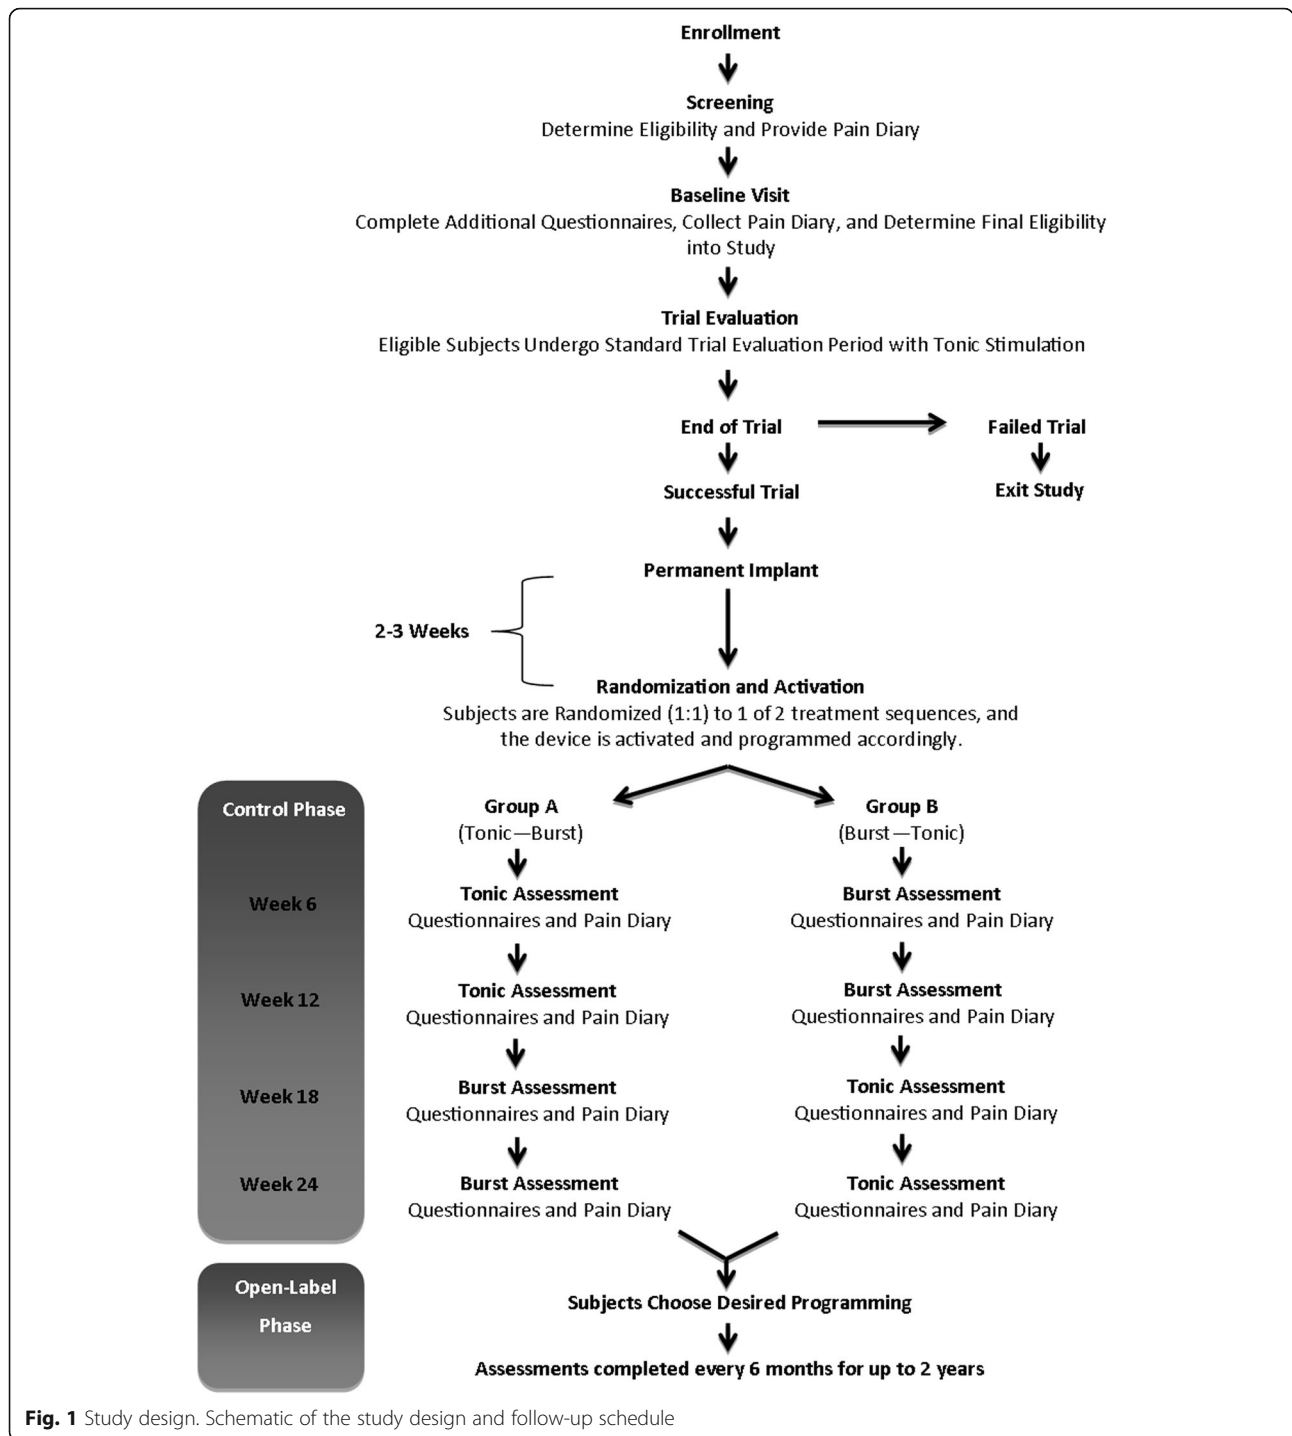 Enrollment
Screening
Determine Eligibility and Provide Pain Diary
Baseline Visit
Complete Additional Questionnaires, Collect Pain Diary, and Determine Final Eligibility
into Study
Trial Evaluation
Eligible Subjects Undergo Standard Trial Evaluation Period with Tonic Stimulation
End of Trial
Failed Trial
Successful Trial
Exit Study
Permanent Implant
2-3 Weeks
Randomization and Activation
Subjects are Randomized (1:1) to 1 of 2 treatment sequences, and
the device is activated and programmed accordingly.
Control Phase
Group A
(Tonic—Burst)
Group B
(Burst—Tonic)
Week 6
Tonic Assessment
Questionnaires and Pain Diary
Burst Assessment
Questionnaires and Pain Diary
Week 12
Tonic Assessment
Questionnaires and Pain Diary
Burst Assessment
Questionnaires and Pain Diary
Week 18
Burst Assessment
Questionnaires and Pain Diary
Tonic Assessment
Questionnaires and Pain Diary
Week 24
Burst Assessment
Questionnaires and Pain Diary
Tonic Assessment
Questionnaires and Pain Diary
Open-Label
Phase
Subjects Choose Desired Programming
Assessments completed every 6 months for up to 2 years
Fig. 1 Study design. Schematic of the study design and follow-up schedule